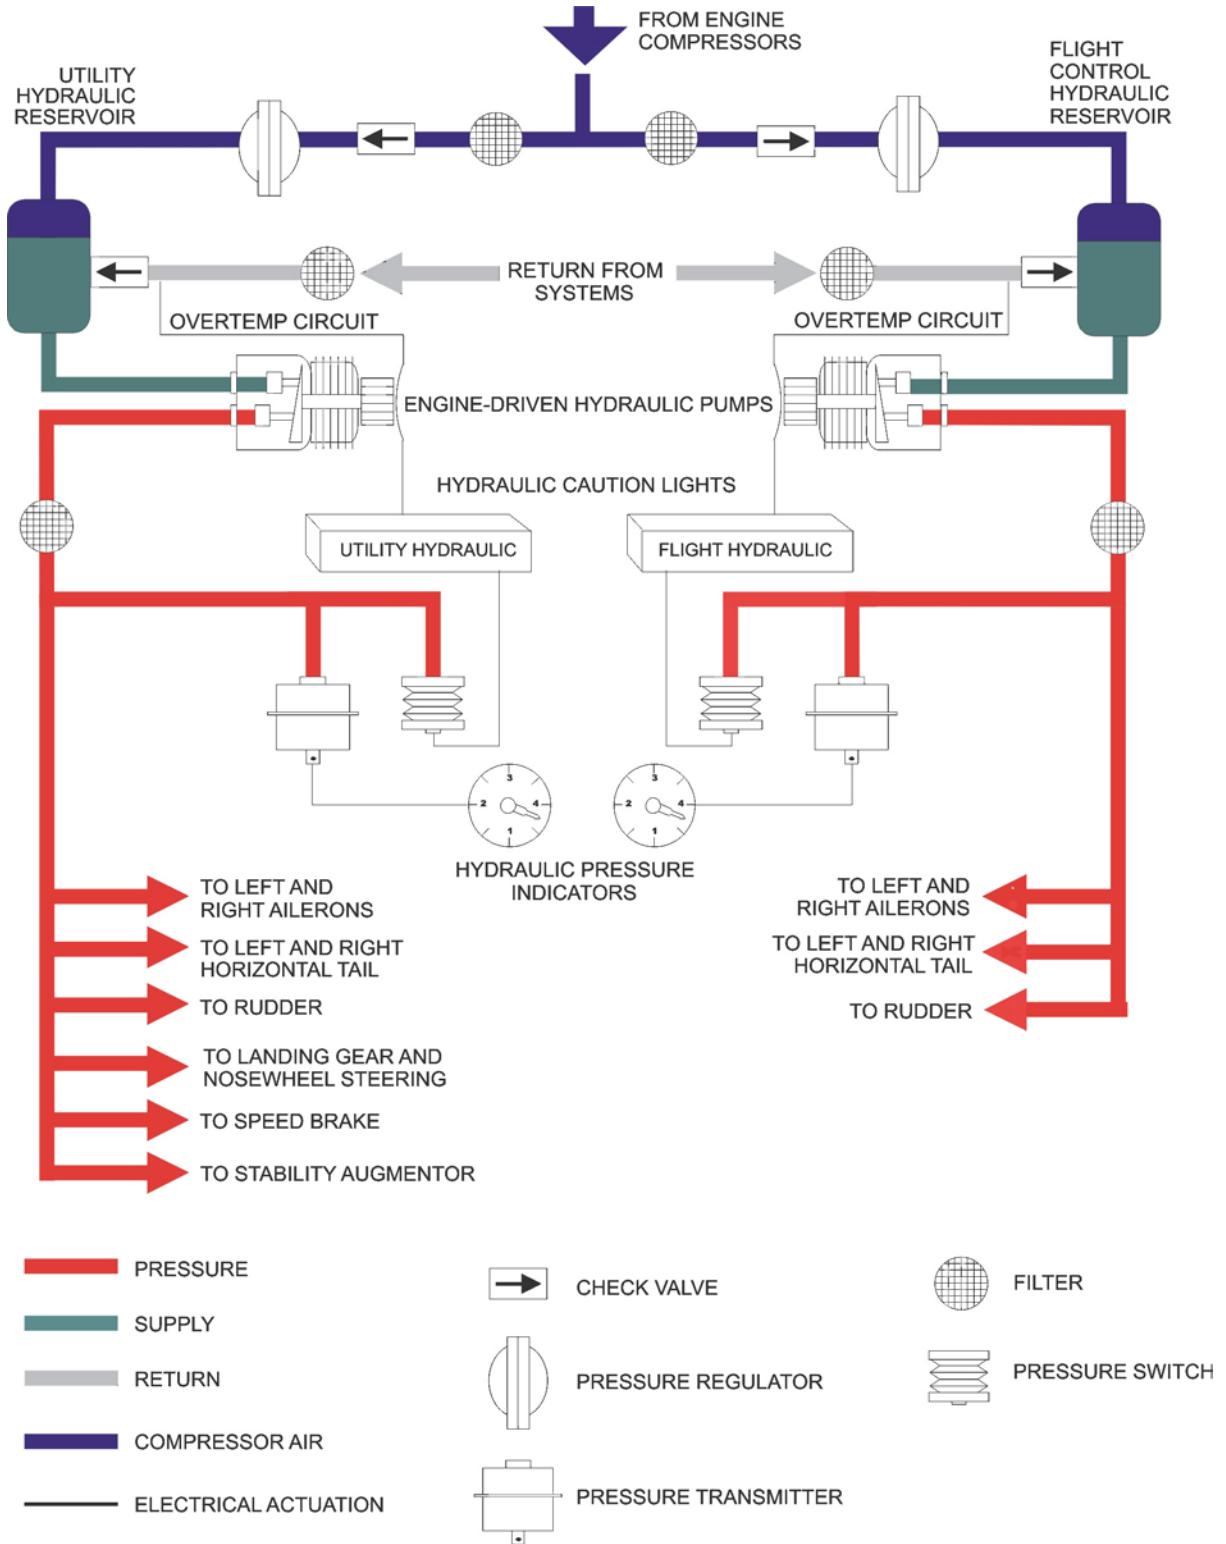 FROM ENGINE
COMPRESSORS
UTILITY
HYDRAULIC
RESERVOIR
FLIGHT
CONTROL
HYDRAULIC
RESERVOIR
RETURN FROM
SYSTEMS
OVERTEMP CIRCUIT
OVERTEMP CIRCUIT
ENGINE-DRIVEN HYDRAULIC PUMPS
HYDRAULIC CAUTION LIGHTS
UTILITY HYDRAULIC
FLIGHT HYDRAULIC
3
2
4
1
3
2
4
1
HYDRAULIC PRESSURE
INDICATORS
TO LEFT AND
RIGHT AILERONS
TO LEFT AND RIGHT
HORIZONTAL TAIL
TO RUDDER
TO LANDING GEAR AND
NOSEWHEEL STEERING
TO SPEED BRAKE
TO STABILITY AUGMENTOR
TO LEFT AND
RIGHT AILERONS
TO LEFT AND RIGHT
HORIZONTAL TAIL
TO RUDDER
PRESSURE
SUPPLY
RETURN
COMPRESSOR AIR
ELECTRICAL ACTUATION
CHECK VALVE
PRESSURE REGULATOR
PRESSURE TRANSMITTER
FILTER
PRESSURE SWITCH